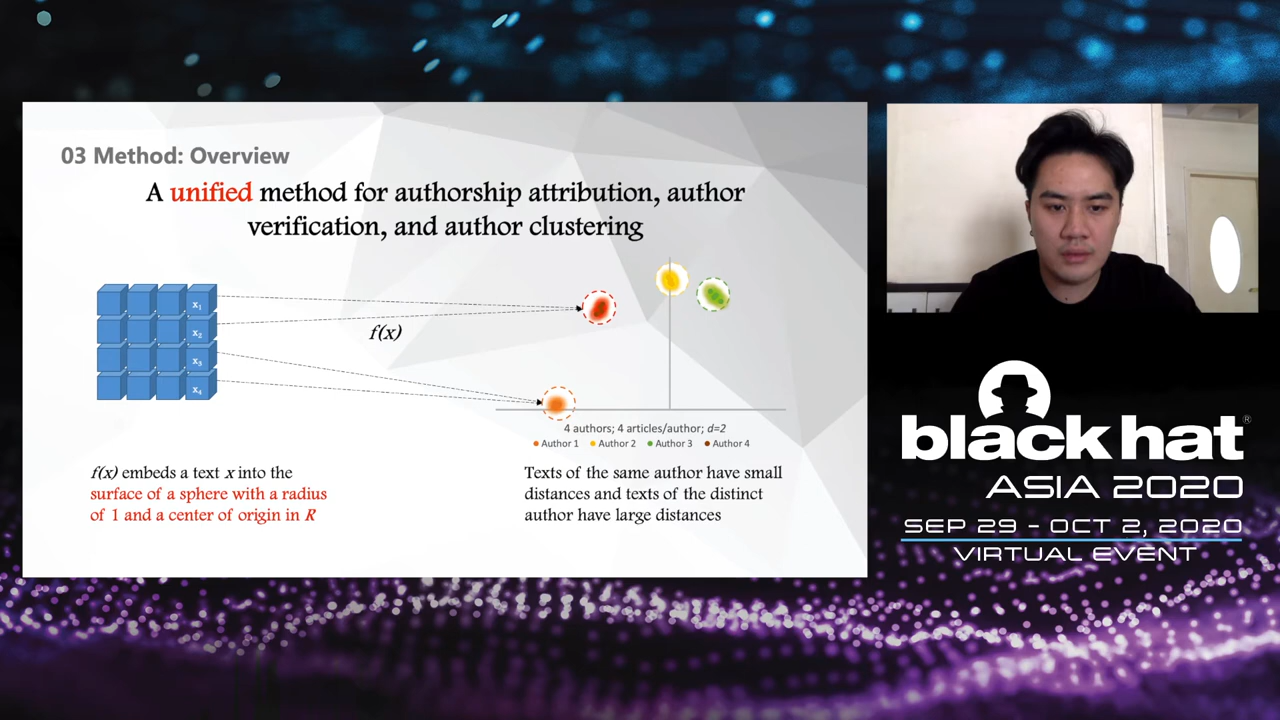 03 Method: Overview
A unified method for authorship attribution, author
verification, and author clustering
x1
x2
x3
x4
f(x)
4 authors; 4 articles/author; d=2
Author 1 Author 2 Author 3 Author 4
f(x) embeds a text x into the
surface of a sphere with a radius
of 1 and a center of origin in R
Texts of the same author have small
distances and texts of the distinct
author have large distances
black hat®
ASIA 2020
SEP 29 - OCT 2, 2020
VIRTUAL EVENT